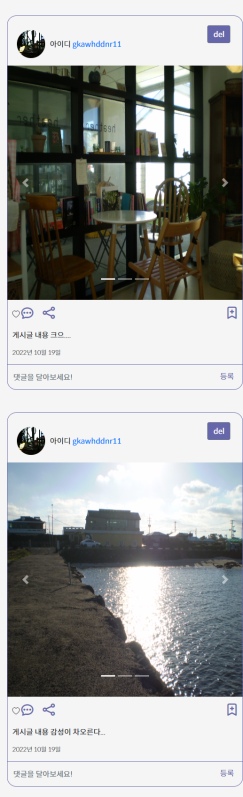 del
아이디 gkawhddnr11
게시글 내용 크으...
2022년 10월 19일
댓글을 달아보세요! 등록
del
아이디 gkawhddnr11
게시글 내용 감성이 차오른다..
2022년 10월 19일
댓글을 달아보세요! 등록